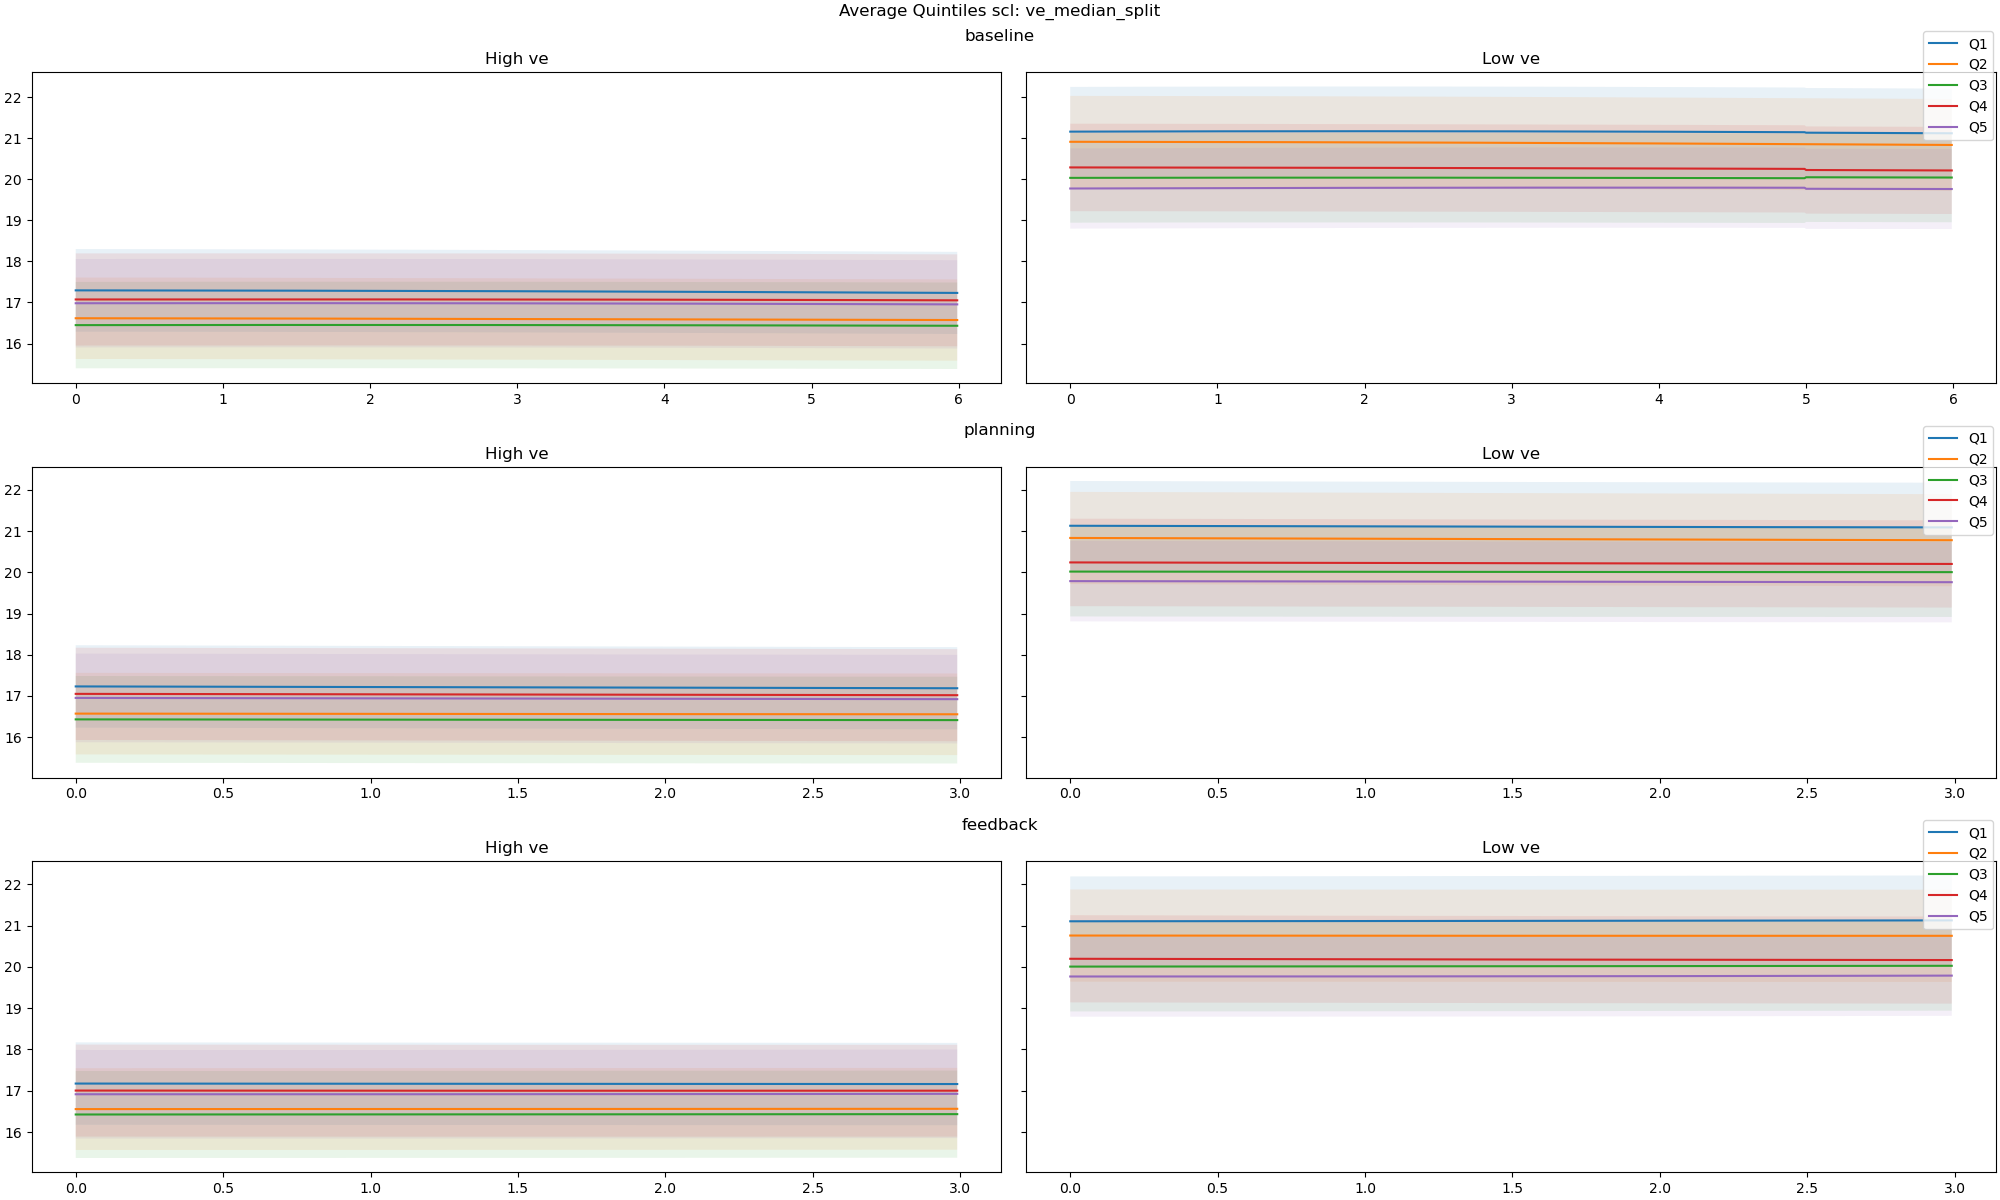 Average Quintiles scl: ve_median_split
baseline
High ve
Low ve
22
21
20
19
18
17
16
0 1 2 3 4 5 6
0 1 2 3 4 5 6
Q1
Q2
Q3
Q4
Q5
planning
High ve
Low ve
22
21
20
19
18
17
16
0.0 0.5 1.0 1.5 2.0 2.5 3.0
0.0 0.5 1.0 1.5 2.0 2.5 3.0
Q1
Q2
Q3
Q4
Q5
feedback
High ve
Low ve
22
21
20
19
18
17
16
0.0 0.5 1.0 1.5 2.0 2.5 3.0
0.0 0.5 1.0 1.5 2.0 2.5 3.0
Q1
Q2
Q3
Q4
Q5